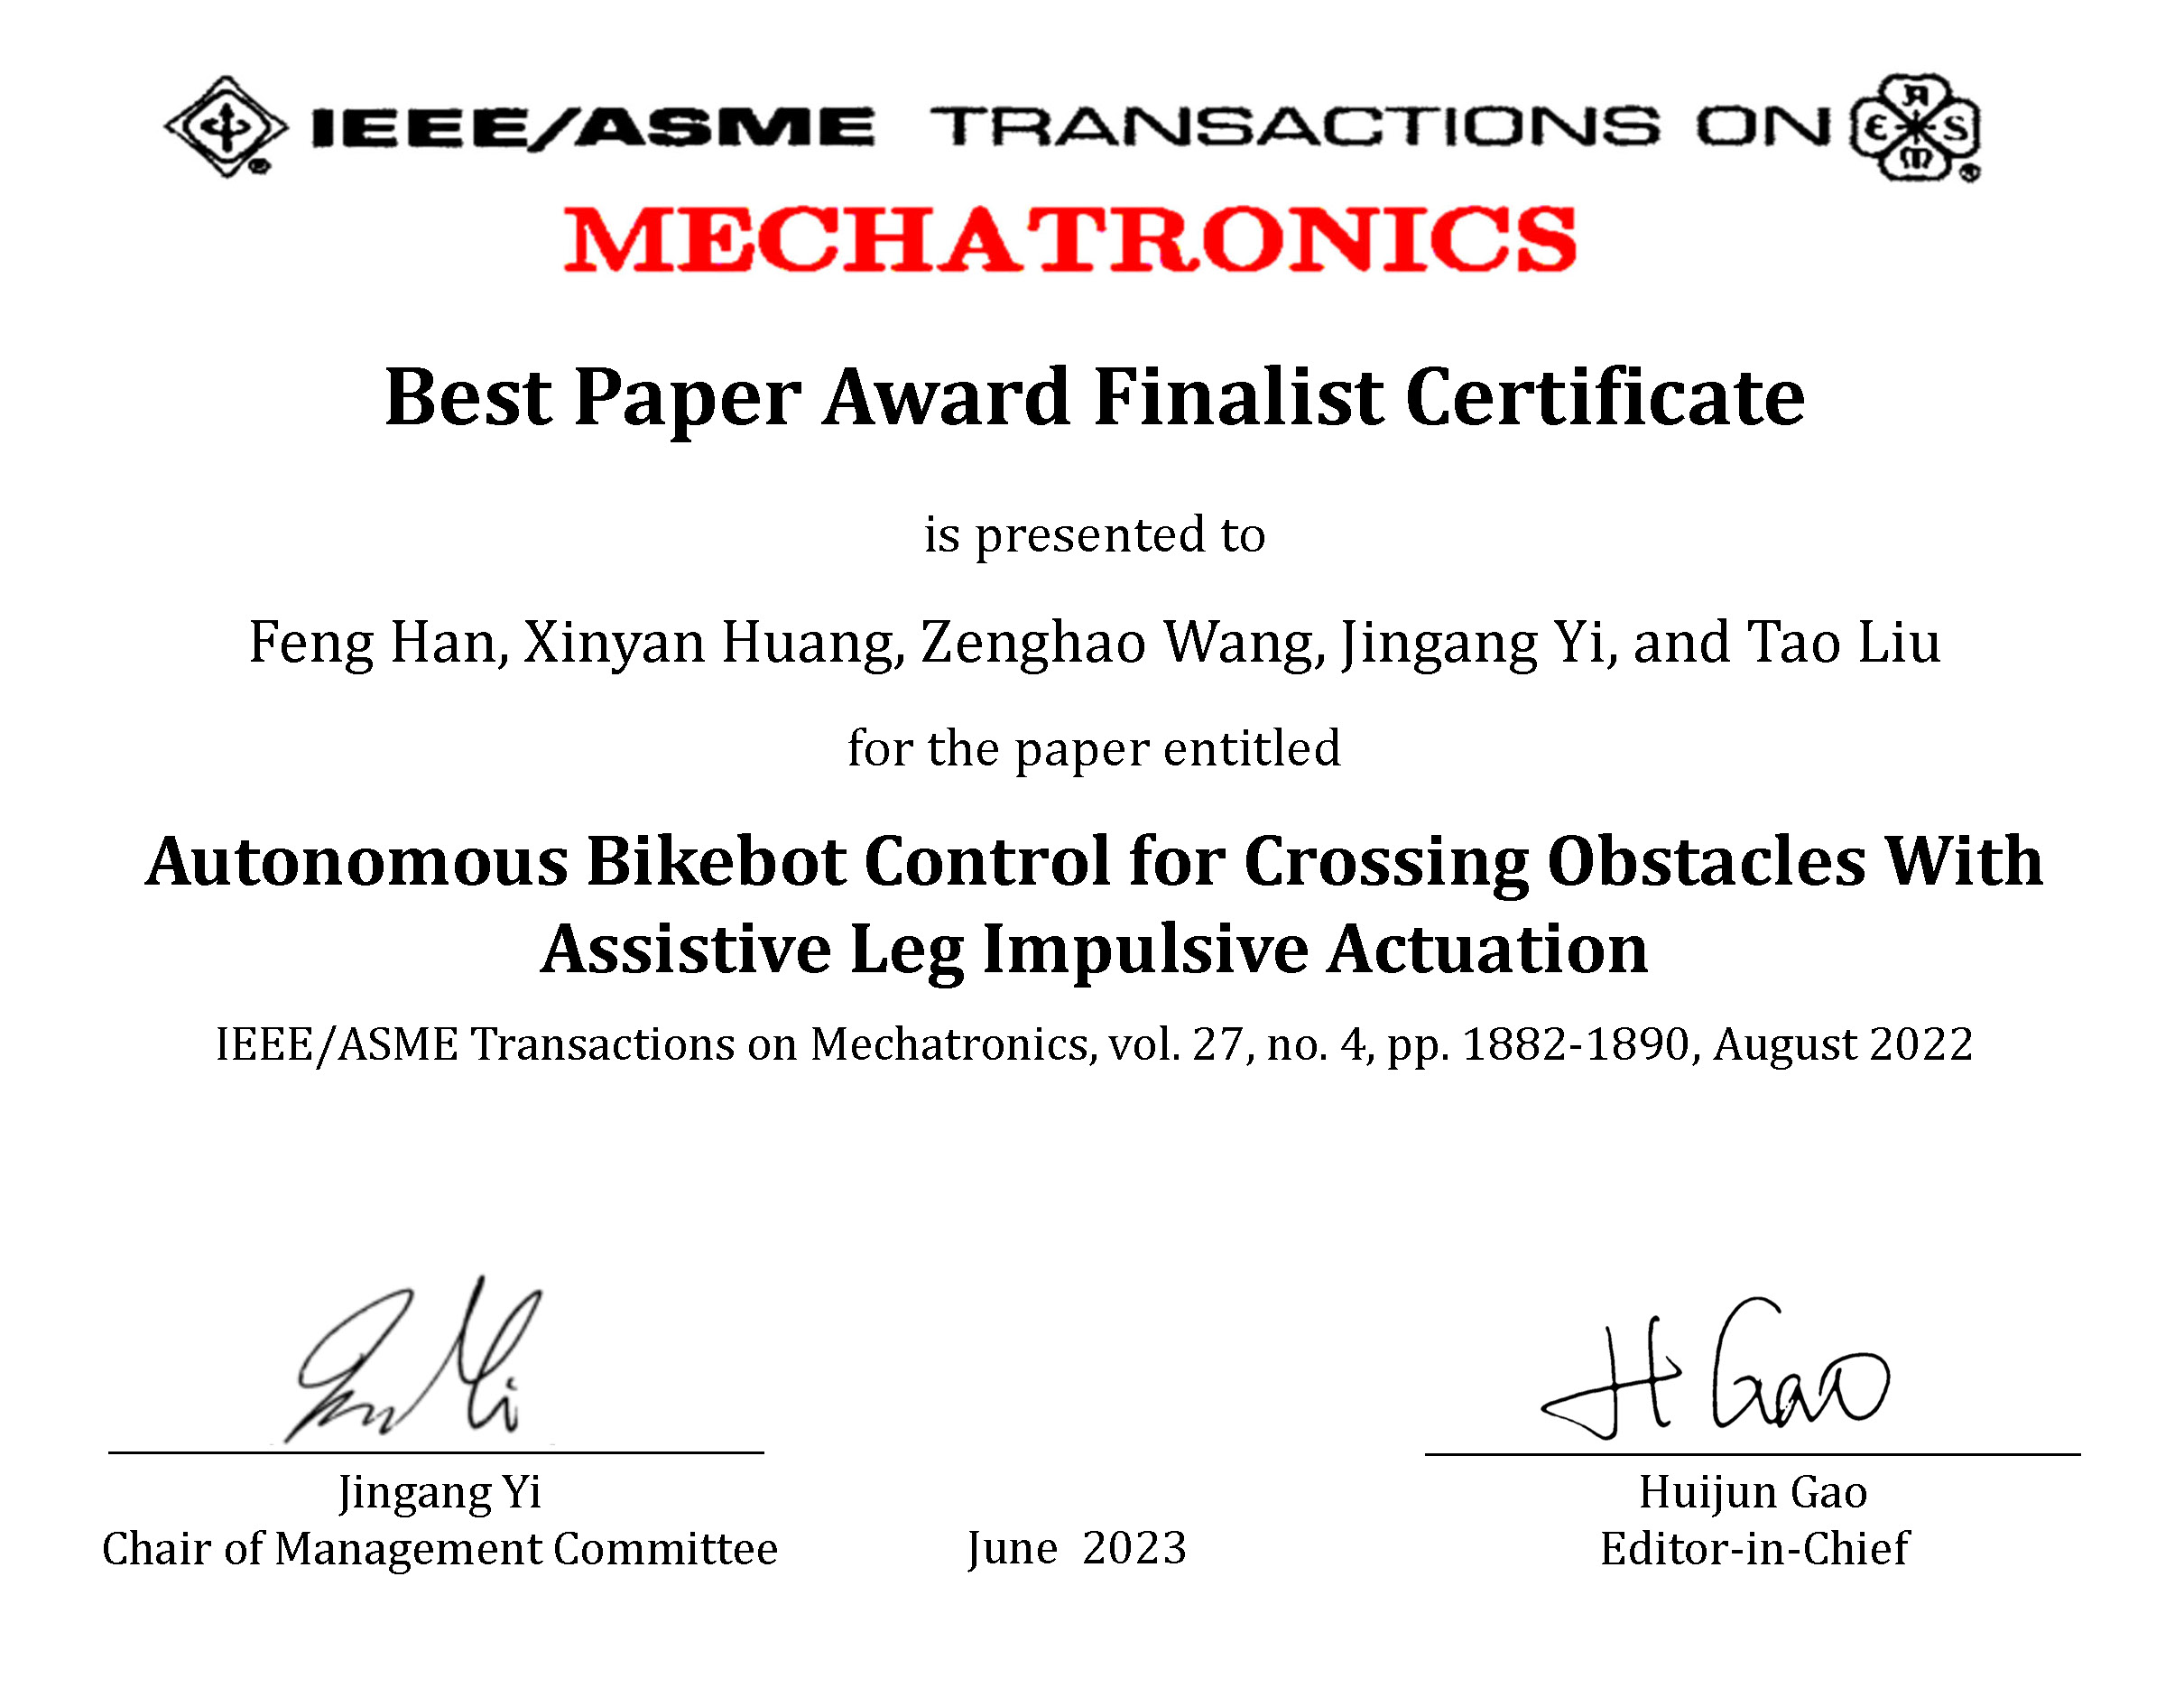 IEEE/ASME TRANSACTIONS ON
A
E S
M
MECHATRONICS
Best Paper Award Finalist Certificate
is presented to
Feng Han, Xinyan Huang, Zenghao Wang, Jingang Yi, and Tao Liu
for the paper entitled
Autonomous Bikebot Control for Crossing Obstacles With
Assistive Leg Impulsive Actuation
IEEE/ASME Transactions on Mechatronics, vol. 27, no. 4, pp. 1882-1890, August 2022
H Gao
Jingang Yi
Chair of Management Committee
June 2023
Huijun Gao
Editor-in-Chief